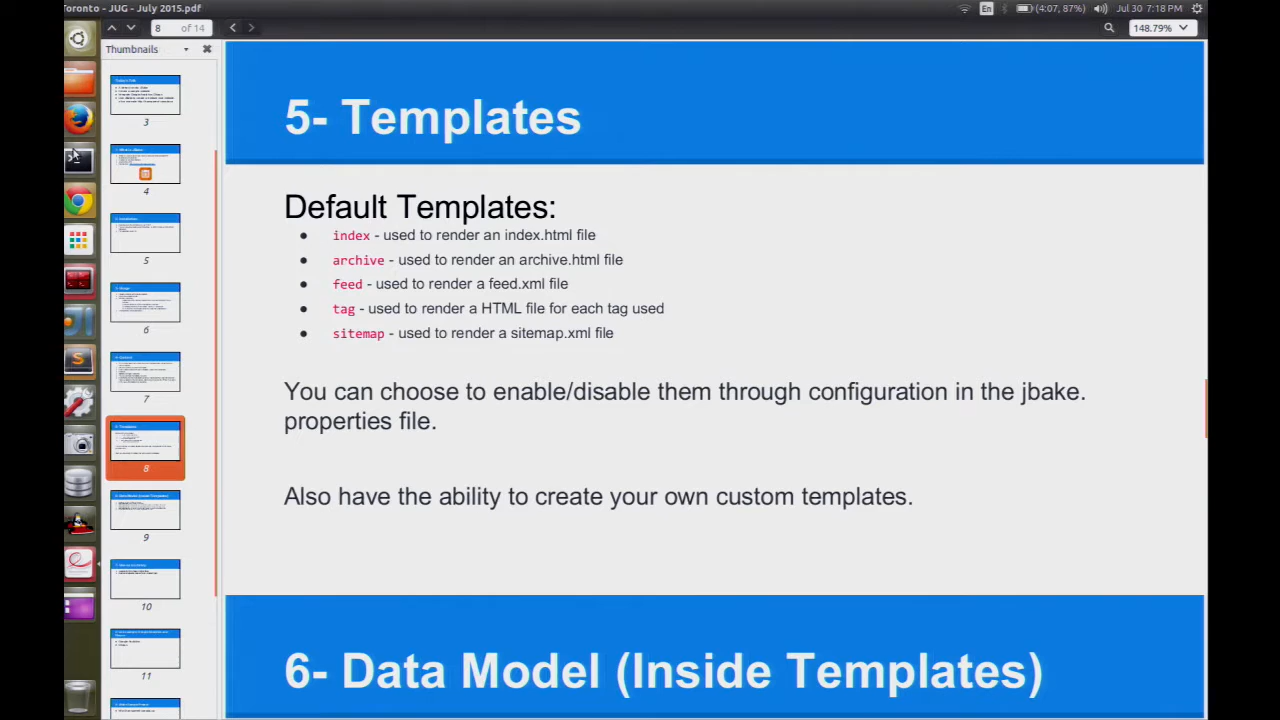 oronto - JUG - July 2015.pdf
En
(4:07, 87%)
Jul 30 7:18 PM
8
of 14
148.79%
Thumbnails
3
4
5
6
7
8
9
10
11
5- Templates
Default Templates:
● index - used to render an index.html file
● archive - used to render an archive.html file
● feed - used to render a feed.xml file
● tag - used to render a HTML file for each tag used
● sitemap - used to render a sitemap.xml file
You can choose to enable/disable them through configuration in the jbake.
properties file.
Also have the ability to create your own custom templates.
6- Data Model (Inside Templates)